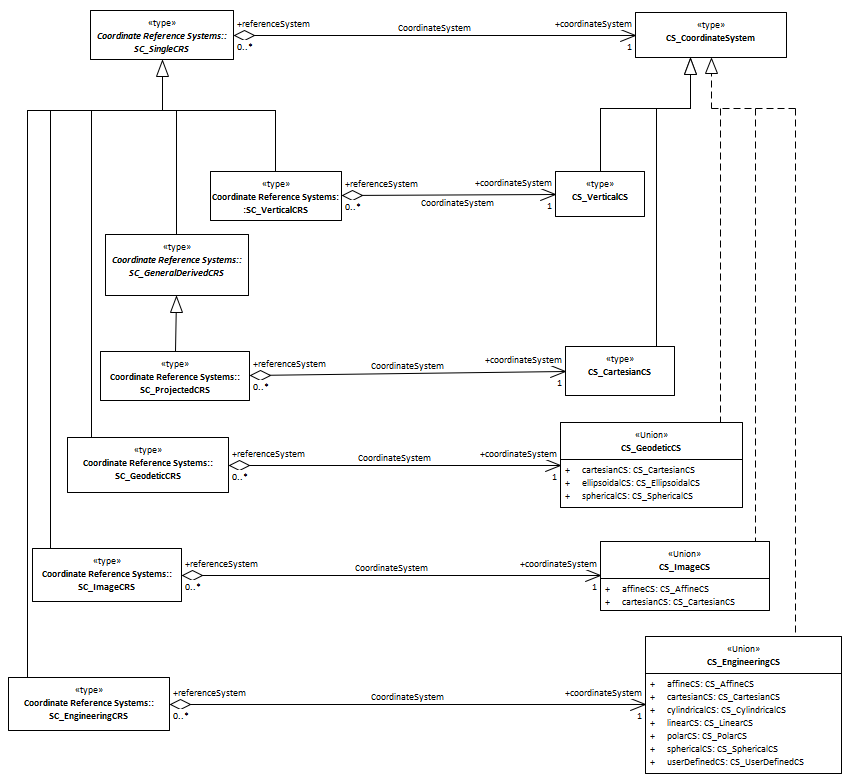 «type»
Coordinate Reference Systems::
SC_SingleCRS
+referenceSystem
0..*
CoordinateSystem
+coordinateSystem
1
«type»
CS_CoordinateSystem
«type»
Coordinate Reference Systems:
:SC_VerticalCRS
+referenceSystem
0..*
CoordinateSystem
+coordinateSystem
1
«type»
CS_VerticalCS
«type»
Coordinate Reference Systems::
SC_GeneralDerivedCRS
«type»
Coordinate Reference Systems::
SC_ProjectedCRS
+referenceSystem
0..*
CoordinateSystem
+coordinateSystem
1
«type»
CS_CartesianCS
«type»
Coordinate Reference Systems::
SC_GeodeticCRS
+referenceSystem
0..*
CoordinateSystem
+coordinateSystem
1
«Union»
CS_GeodeticCS
+ cartesianCS: CS_CartesianCS
+ ellipsoidalCS: CS_EllipsoidalCS
+ sphericalCS: CS_SphericalCS
«type»
Coordinate Reference Systems::
SC_ImageCRS
+referenceSystem
0..*
CoordinateSystem
+coordinateSystem
1
«Union»
CS_ImageCS
+ affineCS: CS_AffineCS
+ cartesianCS: CS_CartesianCS
«type»
Coordinate Reference Systems::
SC_EngineeringCRS
+referenceSystem
0..*
CoordinateSystem
+coordinateSystem
1
«Union»
CS_EngineeringCS
+ affineCS: CS_AffineCS
+ cartesianCS: CS_CartesianCS
+ cylindricalCS: CS_CylindricalCS
+ linearCS: CS_LinearCS
+ polarCS: CS_PolarCS
+ sphericalCS: CS_SphericalCS
+ userDefinedCS: CS_UserDefinedCS